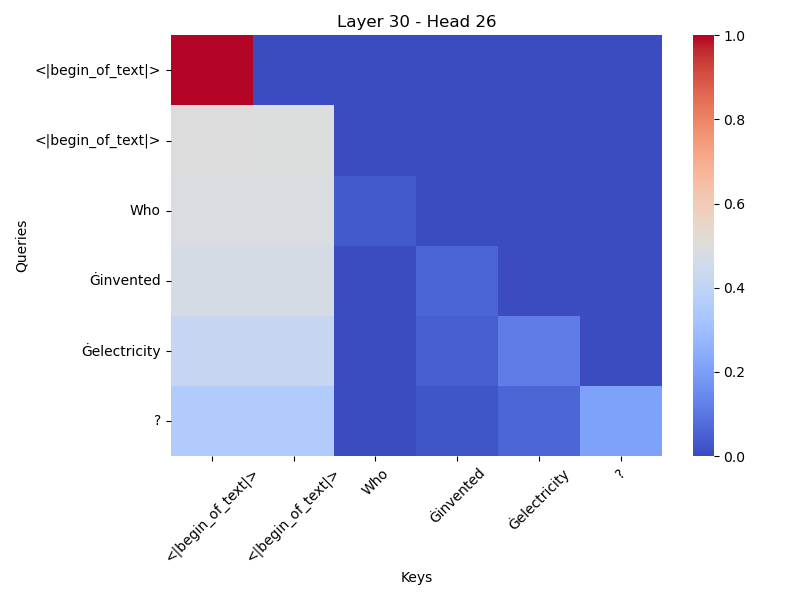 Layer 30 - Head 26
<|begin_of_text|>
<|begin_of_text|>
Who
Ġinvented
Ġelectricity
?
Queries
<|begin_of_text|>
<|begin_of_text|>
Who
Ġinvented
Ġelectricity
?
Keys
1.0
0.8
0.6
0.4
0.2
0.0